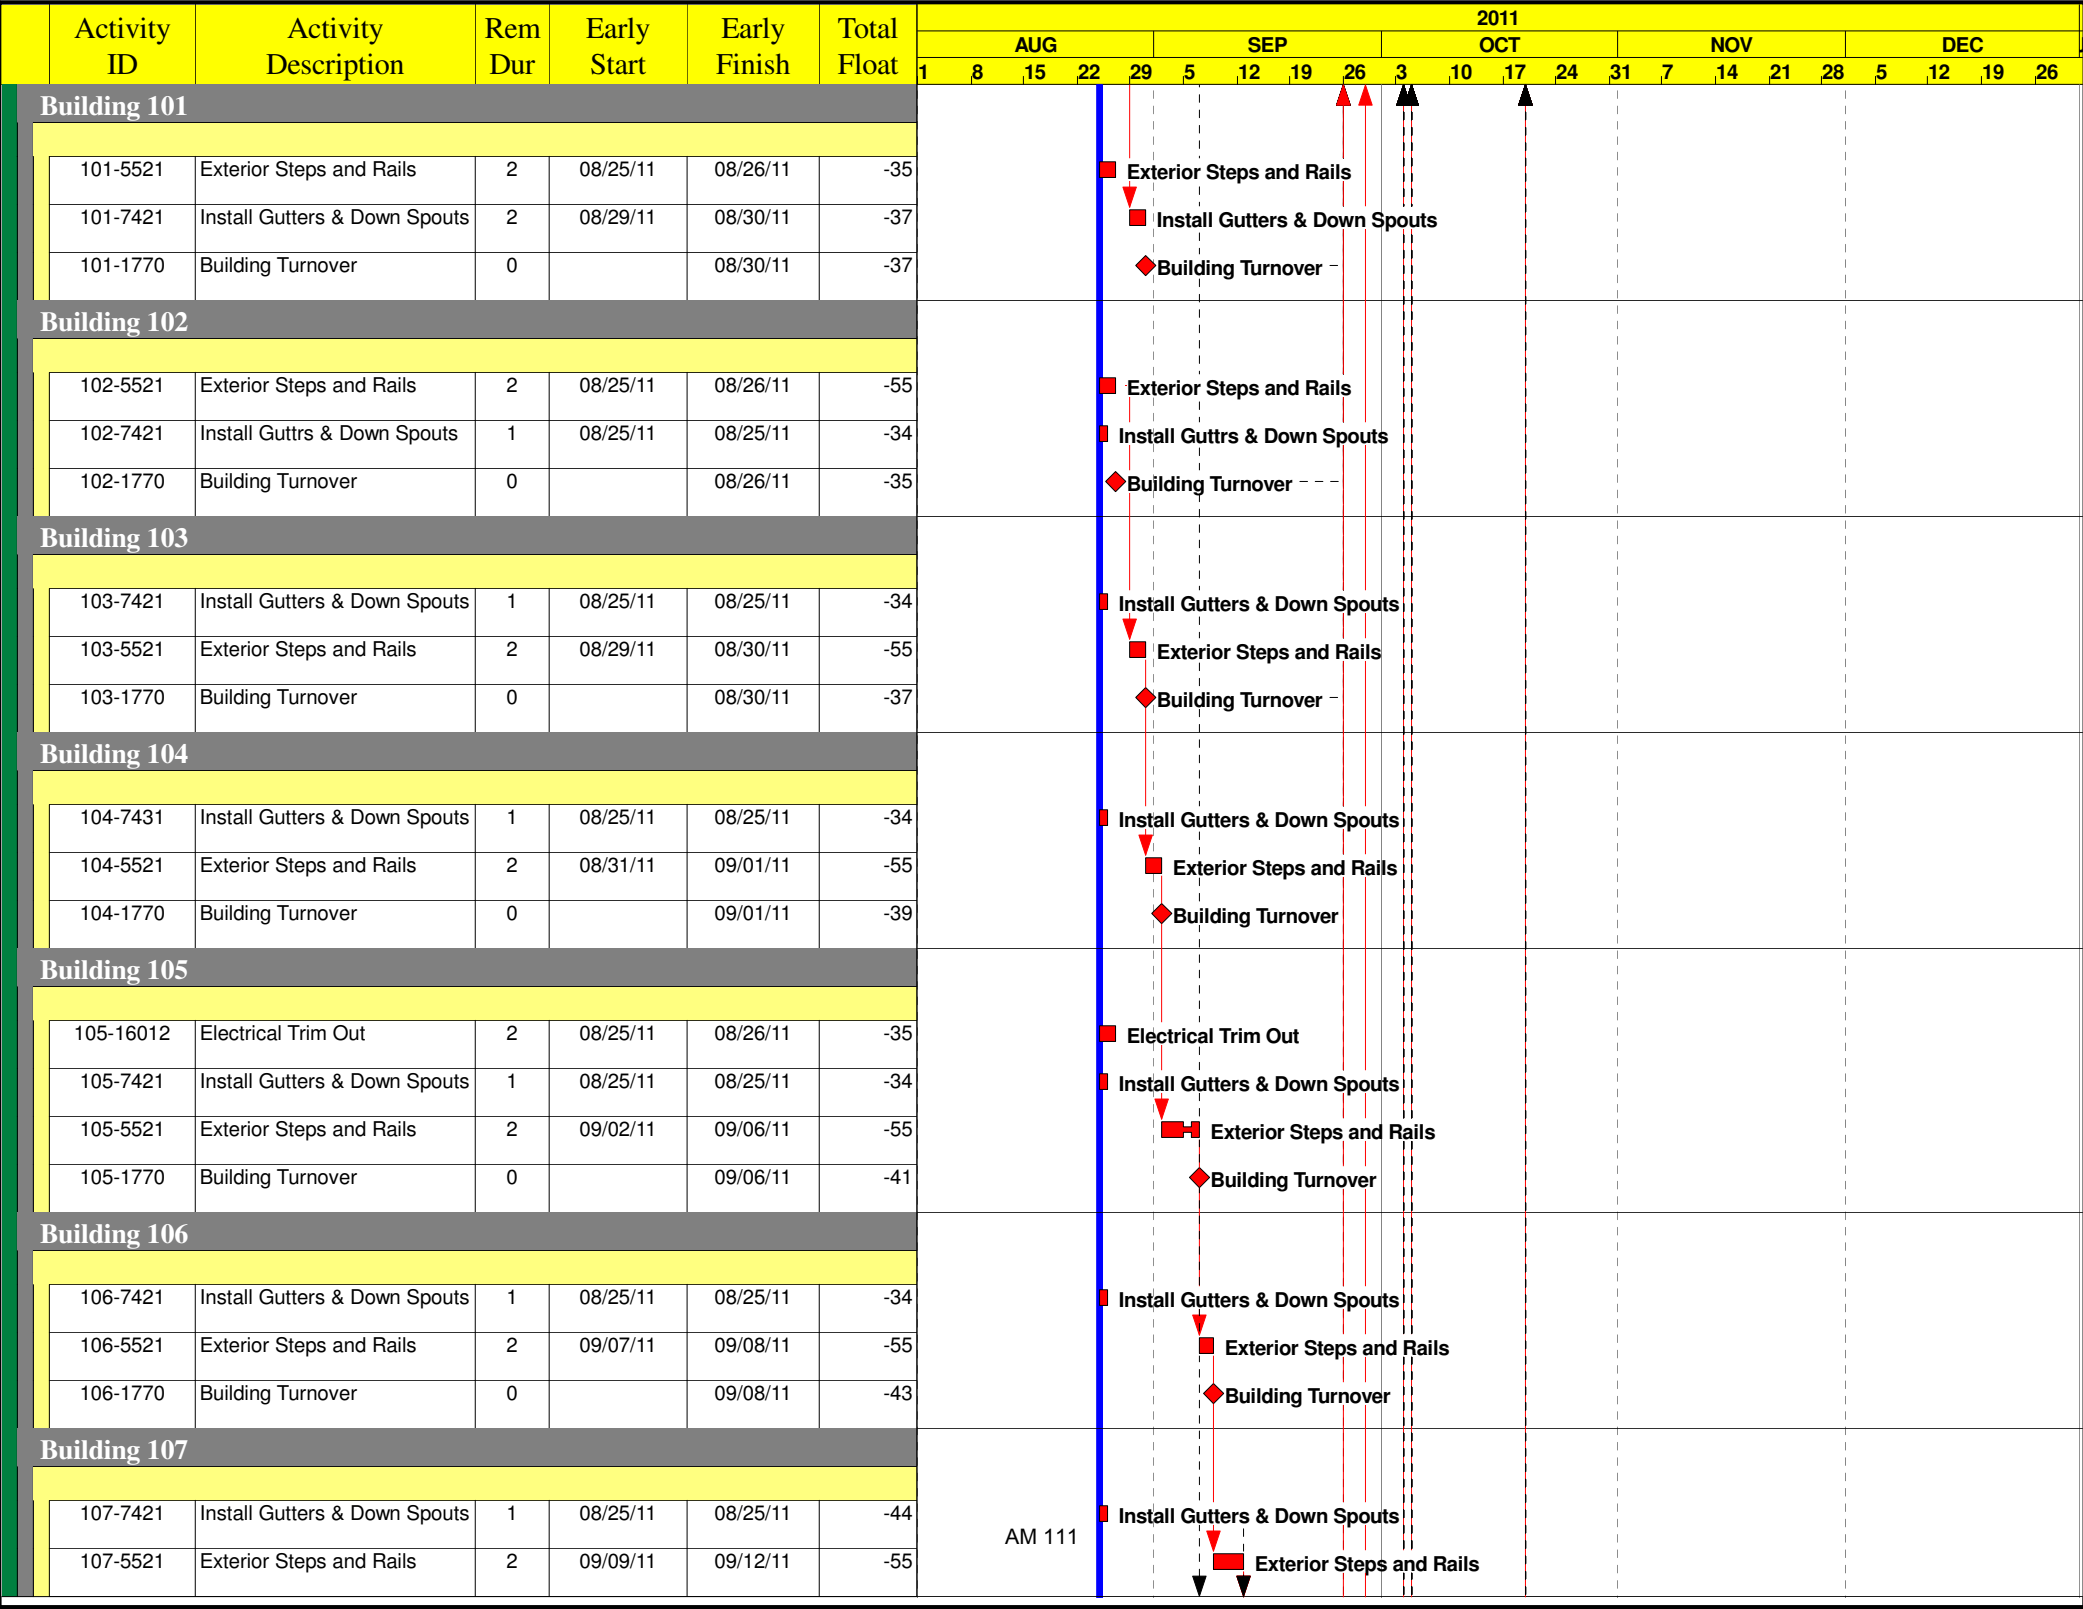 Activity ID Activity Description Rem Dur Early Start Early Finish Total Float
2011
AUG SEP OCT NOV DEC
1 8 15 22 29 5 12 19 26 3 10 17 24 31 7 14 21 28 5 12 19 26
Building 101
101-5521 Exterior Steps and Rails 2 08/25/11 08/26/11 -35 Exterior Steps and Rails
101-7421 Install Gutters & Down Spouts 2 08/29/11 08/30/11 -37 Install Gutters & Down Spouts
101-1770 Building Turnover 0 08/30/11 -37 Building Turnover
Building 102
102-5521 Exterior Steps and Rails 2 08/25/11 08/26/11 -55 Exterior Steps and Rails
102-7421 Install Guttrs & Down Spouts 1 08/25/11 08/25/11 -34 Install Guttrs & Down Spouts
102-1770 Building Turnover 0 08/26/11 -35 Building Turnover
Building 103
103-7421 Install Gutters & Down Spouts 1 08/25/11 08/25/11 -34 Install Gutters & Down Spouts
103-5521 Exterior Steps and Rails 2 08/29/11 08/30/11 -55 Exterior Steps and Rails
103-1770 Building Turnover 0 08/30/11 -37 Building Turnover
Building 104
104-7431 Install Gutters & Down Spouts 1 08/25/11 08/25/11 -34 Install Gutters & Down Spouts
104-5521 Exterior Steps and Rails 2 08/31/11 09/01/11 -55 Exterior Steps and Rails
104-1770 Building Turnover 0 09/01/11 -39 Building Turnover
Building 105
105-16012 Electrical Trim Out 2 08/25/11 08/26/11 -35 Electrical Trim Out
105-7421 Install Gutters & Down Spouts 1 08/25/11 08/25/11 -34 Install Gutters & Down Spouts
105-5521 Exterior Steps and Rails 2 09/02/11 09/06/11 -55 Exterior Steps and Rails
105-1770 Building Turnover 0 09/06/11 -41 Building Turnover
Building 106
106-7421 Install Gutters & Down Spouts 1 08/25/11 08/25/11 -34 Install Gutters & Down Spouts
106-5521 Exterior Steps and Rails 2 09/07/11 09/08/11 -55 Exterior Steps and Rails
106-1770 Building Turnover 0 09/08/11 -43 Building Turnover
Building 107
107-7421 Install Gutters & Down Spouts 1 08/25/11 08/25/11 -44 Install Gutters & Down Spouts
AM 111
107-5521 Exterior Steps and Rails 2 09/09/11 09/12/11 -55 Exterior Steps and Rails